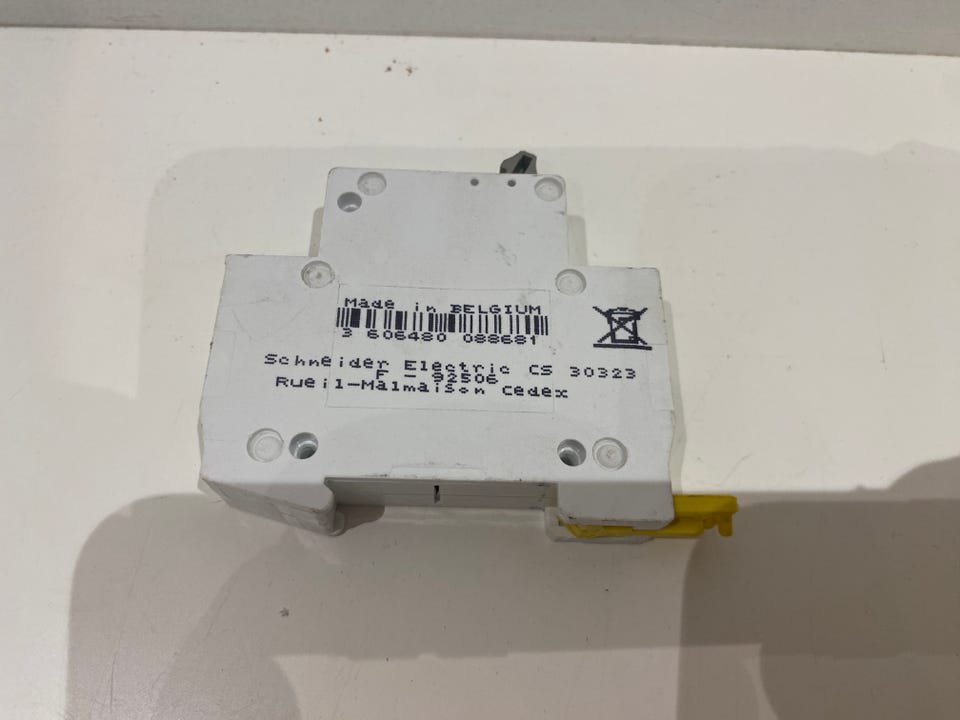 Made in BELGIUM
3 606480 088681
Schneider Electric CS 30323
F - 92506
Rueil-Malmaison Cedex